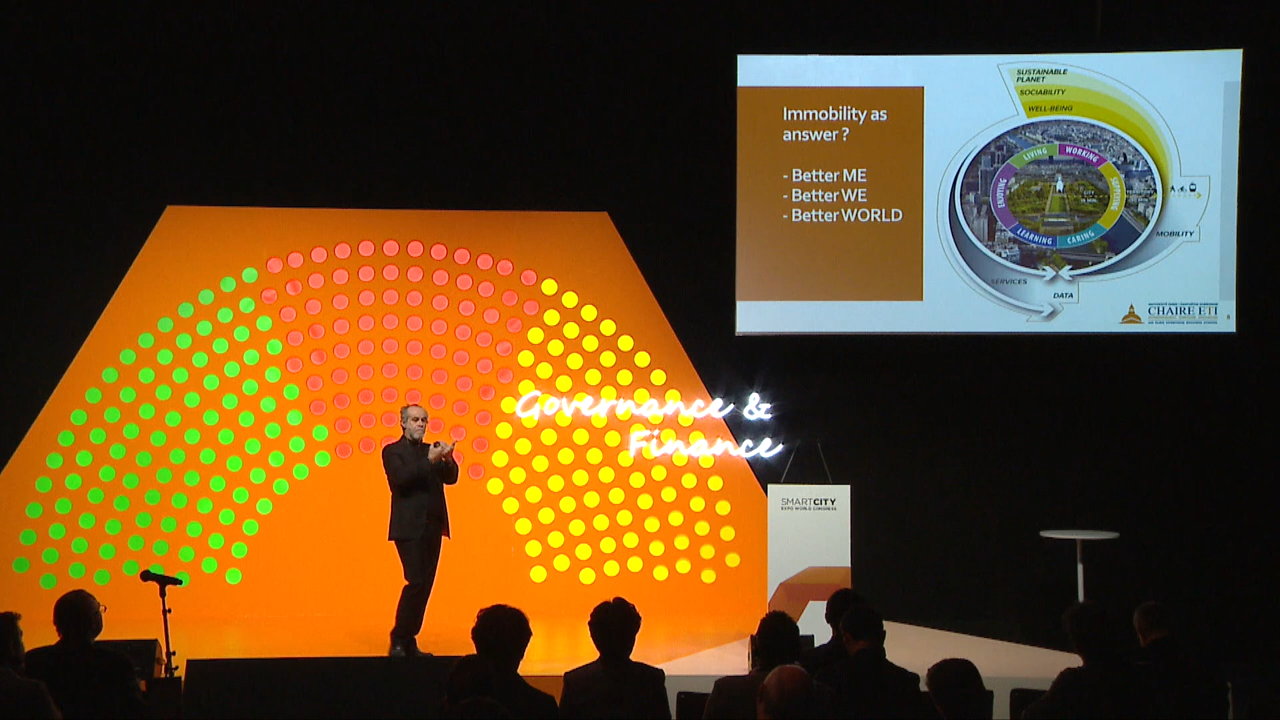 Immobility as
answer ?
- Better ME
- Better WE
- Better WORLD
SUSTAINABLE
PLANET
SOCIABILITY
WELL-BEING
LIVING
WORKING
SUPPLYING
CARING
LEARNING
ENJOYING
CITY
MOBILITY
SERVICES
DATA
CHAIRE ETI
Governance &
Finance
SMARTCITY
EXPO WORLD CONGRESS